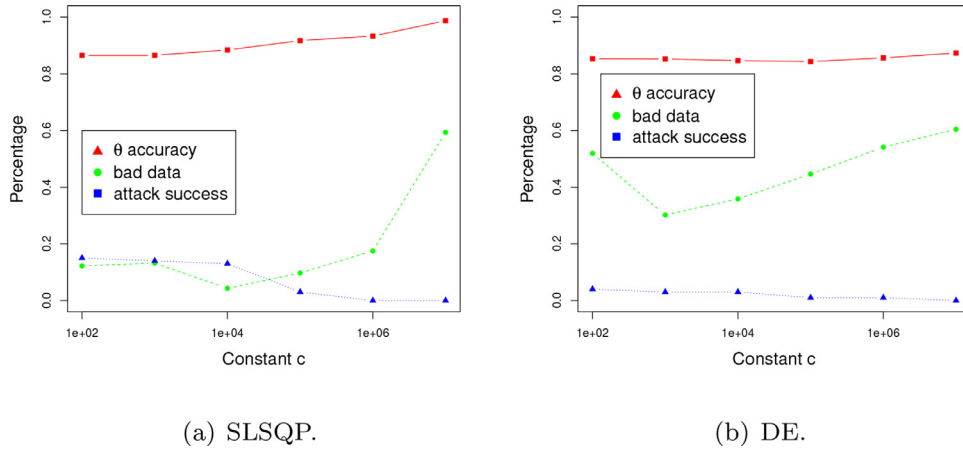 1.0
0.8
0.6
0.4
0.2
0.0
Percentage
θ accuracy
bad data
attack success
1e+02
1e+04
1e+06
Constant c
(a) SLSQP.
1.0
0.8
0.6
0.4
0.2
0.0
Percentage
θ accuracy
bad data
attack success
1e+02
1e+04
1e+06
Constant c
(b) DE.